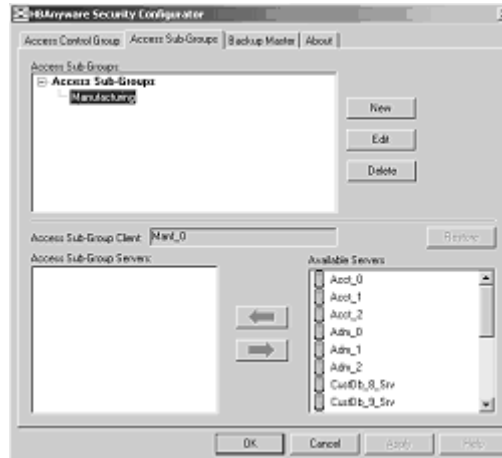 HBAnyware Security Configurator
Access Control Group Access Sub-Groups Backup Master About
Access Sub-Groups:
Access Sub-Groups
Manufacturing
New
Edit
Delete
Access Sub-Group Client: Manf_0
Restore
Access Sub-Group Servers:
Available Servers
Acct_0
Acct_1
Acct_2
Adm_0
Adm_1
Adm_2
CustDb_8_Srv
CustDb_9_Srv
OK Cancel Apply Help